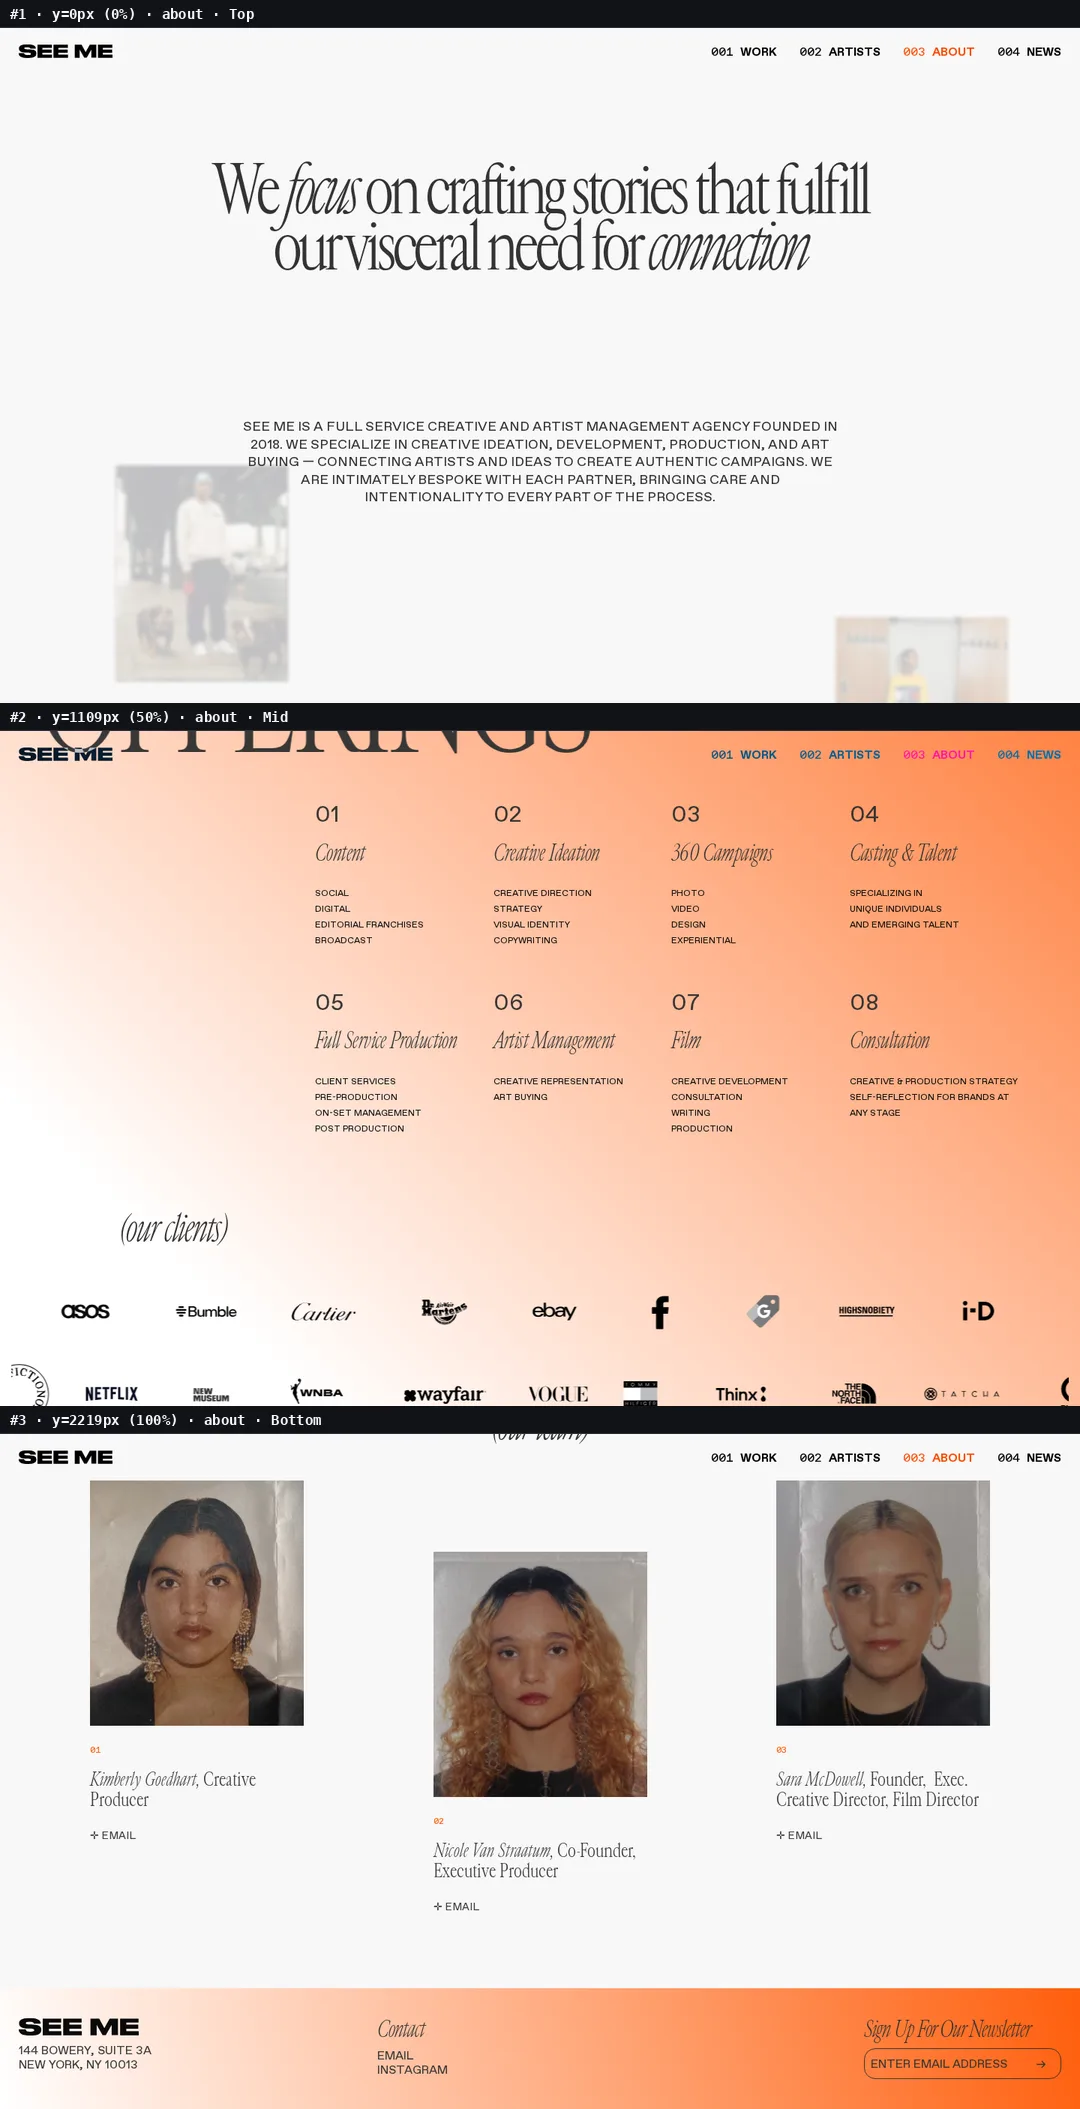 #1 · y=0px (0%) · about · Top
SEE ME
001 WORK 002 ARTISTS 003 ABOUT 004 NEWS
We focus on crafting stories that fulfill
our visceral need for connection
SEE ME IS A FULL SERVICE CREATIVE AND ARTIST MANAGEMENT AGENCY FOUNDED IN
2018. WE SPECIALIZE IN CREATIVE IDEATION, DEVELOPMENT, PRODUCTION, AND ART
BUYING — CONNECTING ARTISTS AND IDEAS TO CREATE AUTHENTIC CAMPAIGNS. WE
ARE INTIMATELY BESPOKE WITH EACH PARTNER, BRINGING CARE AND
INTENTIONALITY TO EVERY PART OF THE PROCESS.
#2 · y=1109px (50%) · about · Mid
OFFERINGS
SEE ME
001 WORK 002 ARTISTS 003 ABOUT 004 NEWS
01
Content
SOCIAL
DIGITAL
EDITORIAL FRANCHISES
BROADCAST
02
Creative Ideation
CREATIVE DIRECTION
STRATEGY
VISUAL IDENTITY
COPYWRITING
03
360 Campaigns
PHOTO
VIDEO
DESIGN
EXPERIENTIAL
04
Casting & Talent
SPECIALIZING IN
UNIQUE INDIVIDUALS
AND EMERGING TALENT
05
Full Service Production
CLIENT SERVICES
PRE-PRODUCTION
ON-SET MANAGEMENT
POST PRODUCTION
06
Artist Management
CREATIVE REPRESENTATION
ART BUYING
07
Film
CREATIVE DEVELOPMENT
CONSULTATION
WRITING
PRODUCTION
08
Consultation
CREATIVE & PRODUCTION STRATEGY
SELF-REFLECTION FOR BRANDS AT
ANY STAGE
(our clients)
asos
Bumble
Cartier
Dr. Martens
ebay
f
G
HIGHSNOBIETY
i-D
NETFLIX
NEW
MUSEUM
WNBA
wayfair
VOGUE
TOMMY
HILFIGER
Thinx
THE
NORTH
FACE
TATCHA
#3 · y=2219px (100%) · about · Bottom
(our team)
SEE ME
001 WORK 002 ARTISTS 003 ABOUT 004 NEWS
01
Kimberly Goedhart, Creative
Producer
✛ EMAIL
02
Nicole Van Straatum, Co-Founder,
Executive Producer
✛ EMAIL
03
Sara McDowell, Founder, Exec.
Creative Director, Film Director
✛ EMAIL
SEE ME
144 BOWERY, SUITE 3A
NEW YORK, NY 10013
Contact
EMAIL
INSTAGRAM
Sign Up For Our Newsletter
ENTER EMAIL ADDRESS →